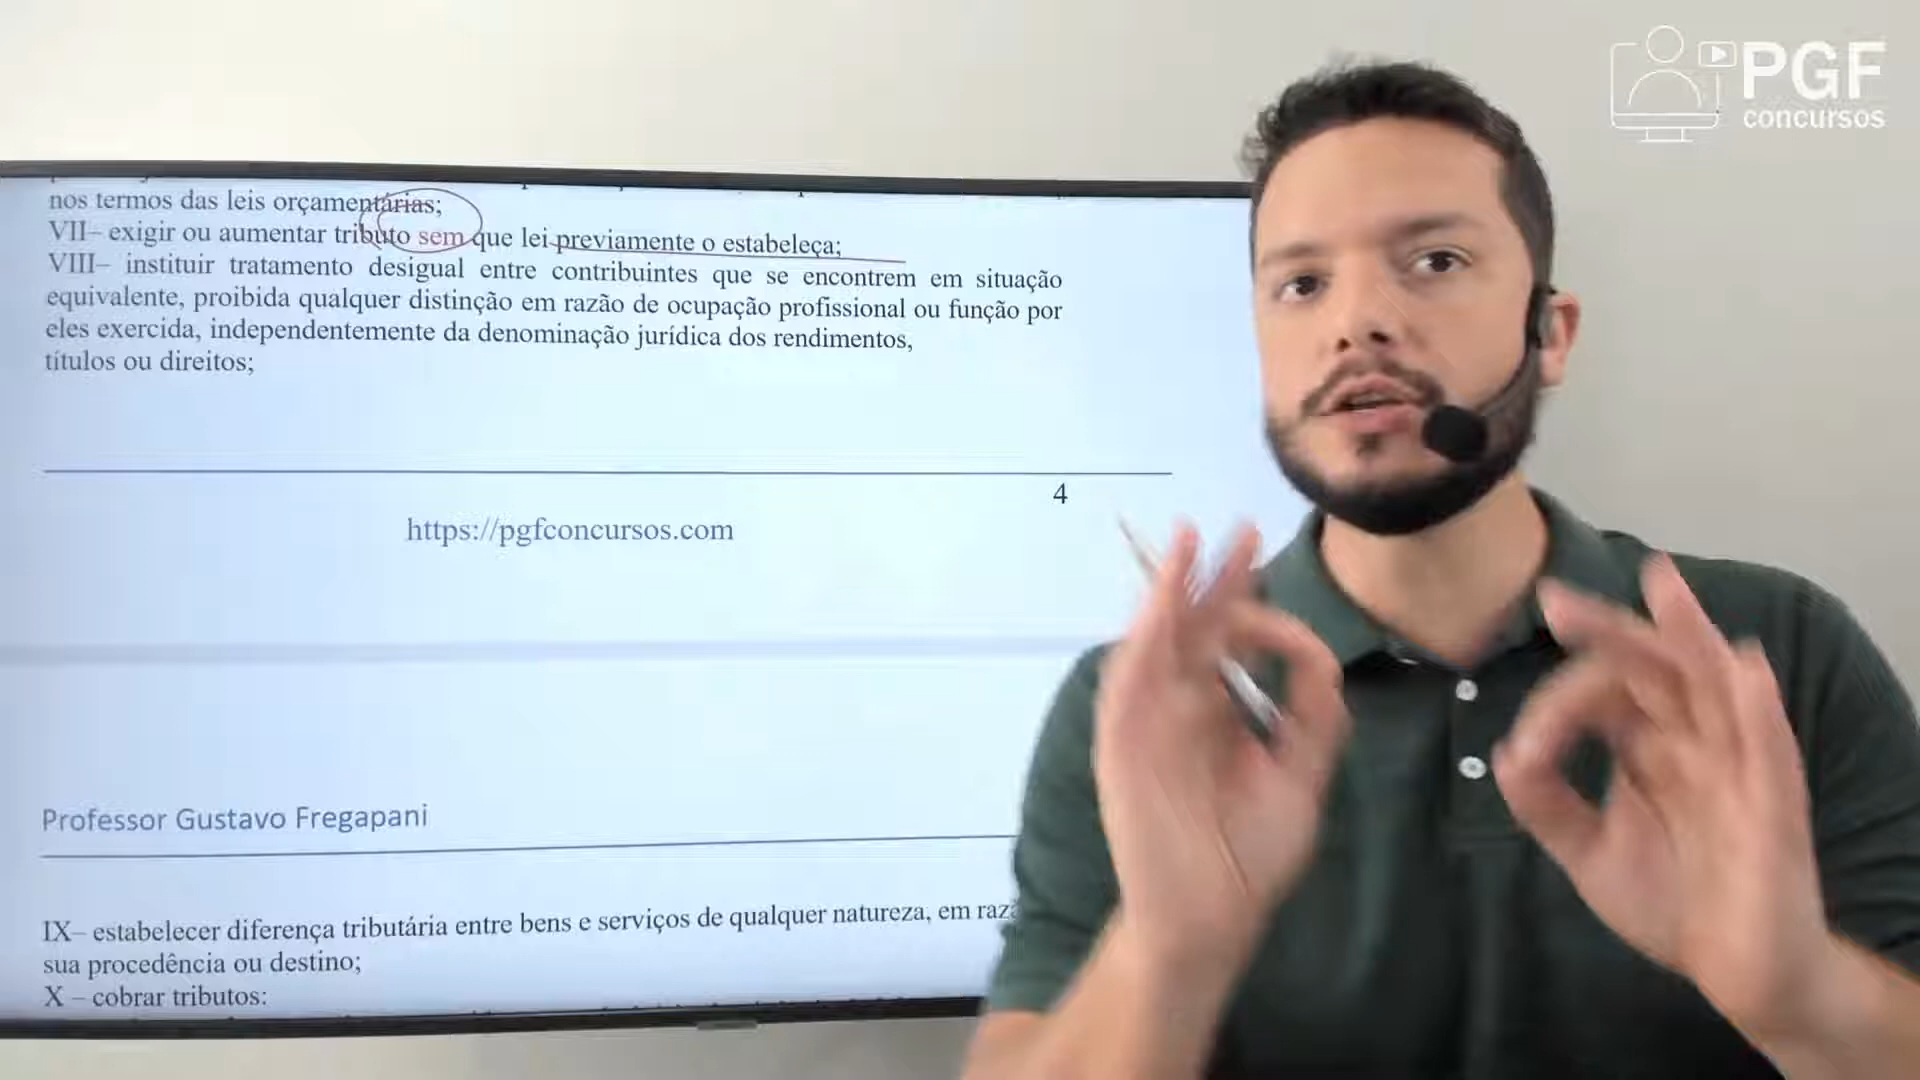 PGF
concursos
nos termos das leis orçamentárias;
VII– exigir ou aumentar tributo sem que lei previamente o estabeleça;
VIII– instituir tratamento desigual entre contribuintes que se encontrem em situação
equivalente, proibida qualquer distinção em razão de ocupação profissional ou função por
eles exercida, independentemente da denominação jurídica dos rendimentos,
títulos ou direitos;
4
https://pgfconcursos.com
Professor Gustavo Fregapani
IX– estabelecer diferença tributária entre bens e serviços de qualquer natureza, em
sua procedência ou destino;
X – cobrar tributos: